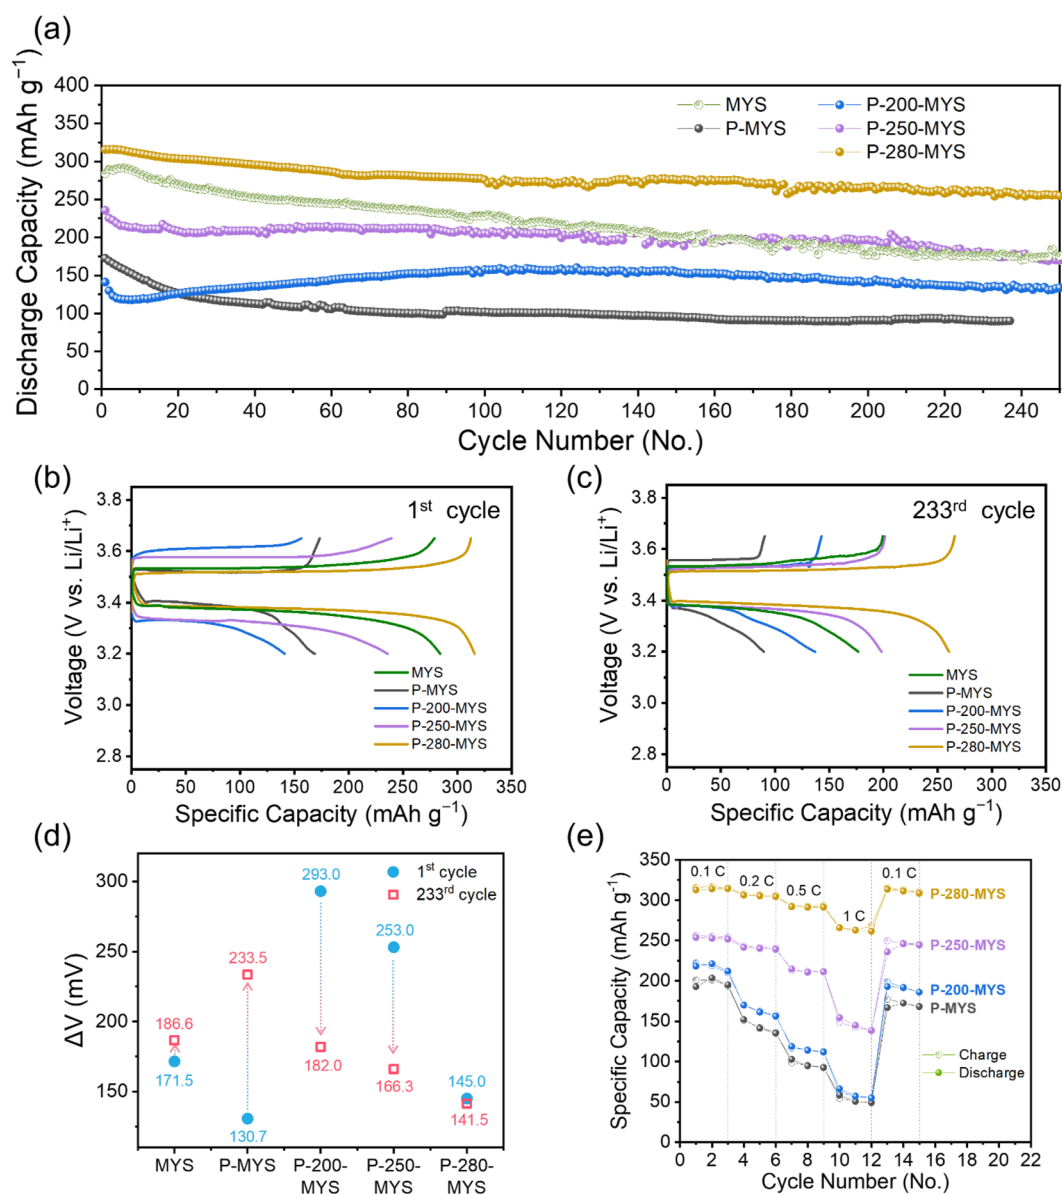 (a)
Discharge Capacity (mAh g⁻¹)
400
350
300
250
200
150
100
50
0
MYS
P-MYS
P-200-MYS
P-250-MYS
P-280-MYS
0 20 40 60 80 100 120 140 160 180 200 220 240
Cycle Number (No.)
(b)
1st cycle
Voltage (V vs. Li/Li⁺)
3.8
3.6
3.4
3.2
3.0
2.8
MYS
P-MYS
P-200-MYS
P-250-MYS
P-280-MYS
0 50 100 150 200 250 300 350
Specific Capacity (mAh g⁻¹)
(c)
233rd cycle
Voltage (V vs. Li/Li⁺)
3.8
3.6
3.4
3.2
3.0
2.8
MYS
P-MYS
P-200-MYS
P-250-MYS
P-280-MYS
0 50 100 150 200 250 300 350
Specific Capacity (mAh g⁻¹)
(d)
ΔV (mV)
300
250
200
150
1st cycle
233rd cycle
186.6
171.5
233.5
130.7
293.0
182.0
253.0
166.3
145.0
141.5
MYS P-MYS P-200- P-250- P-280-
MYS MYS MYS
(e)
Specific Capacity (mAh g⁻¹)
350
300
250
200
150
100
50
0
0.1 C 0.2 C 0.5 C 1 C 0.1 C
P-280-MYS
P-250-MYS
P-200-MYS
P-MYS
Charge
Discharge
0 2 4 6 8 10 12 14 16 18 20 22
Cycle Number (No.)